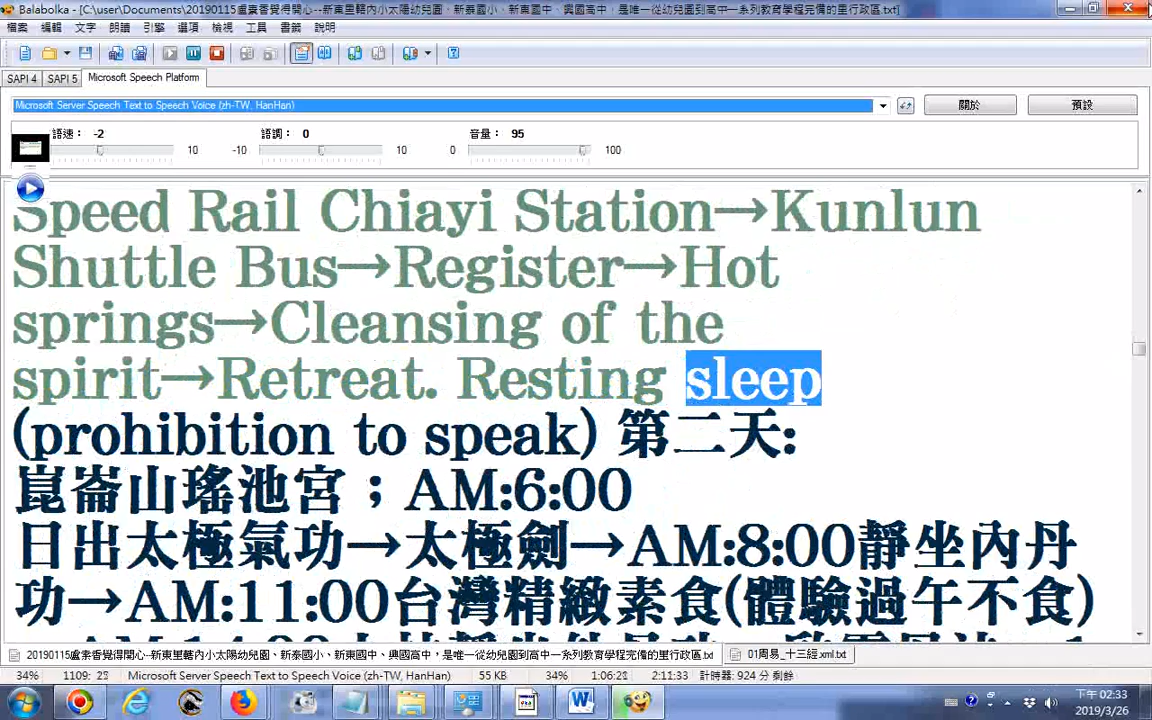 Balabolka - [C:\user\Documents\20190115盧素香覺得開心--新東里轄內小太陽幼兒園、新泰國小、新東國中、興國高中，是唯一從幼兒園到高中一系列教育學程完備的里行政區.txt]
檔案 編輯 文字 朗讀 引擎 選項 檢視 工具 書籤 說明
SAPI 4 SAPI 5 Microsoft Speech Platform
Microsoft Server Speech Text to Speech Voice (zh-TW, HanHan) 關於 預設
語速： -2 語調： 0 音量： 95
10 -10 10 0 100
Speed Rail Chiayi Station→Kunlun
Shuttle Bus→Register→Hot
springs→Cleansing of the
spirit→Retreat. Resting sleep
(prohibition to speak) 第二天:
崑崙山瑤池宮；AM:6:00
日出太極氣功→太極劍→AM:8:00靜坐內丹
功→AM:11:00台灣精緻素食(體驗過午不食)
20190115盧素香覺得開心--新東里轄內小太陽幼兒園、新泰國小、新東國中、興國高中，是唯一從幼兒園到高中一系列教育學程完備的里行政區.txt 01周易_十三經.xml.txt
34% 1109: 23 Microsoft Server Speech Text to Speech Voice (zh-TW, HanHan) 55 KB 34% 1:06:28 2:11:33 計時器: 924 分 剩餘
下午 02:33
2019/3/26